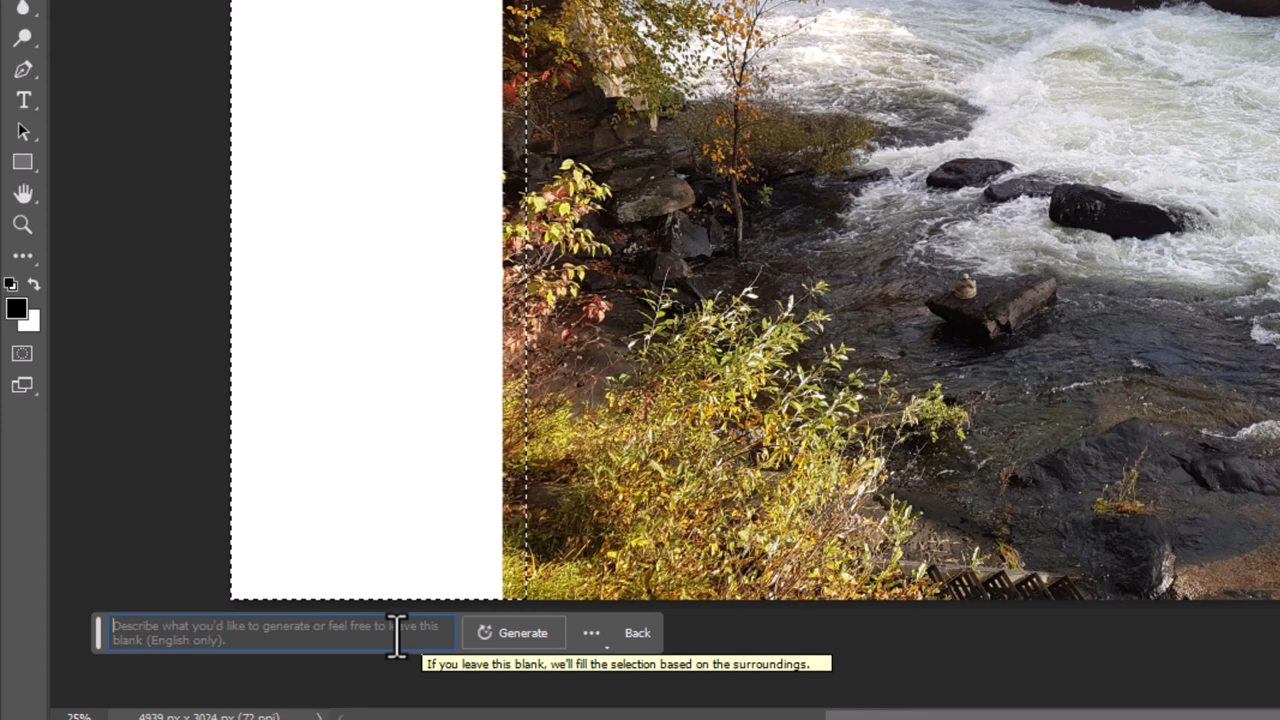 T
Describe what you'd like to generate or feel free to leave this
blank (English only).
Generate
Back
If you leave this blank, we'll fill the selection based on the surroundings.
25%
4939 px x 3024 px (72 ppi)